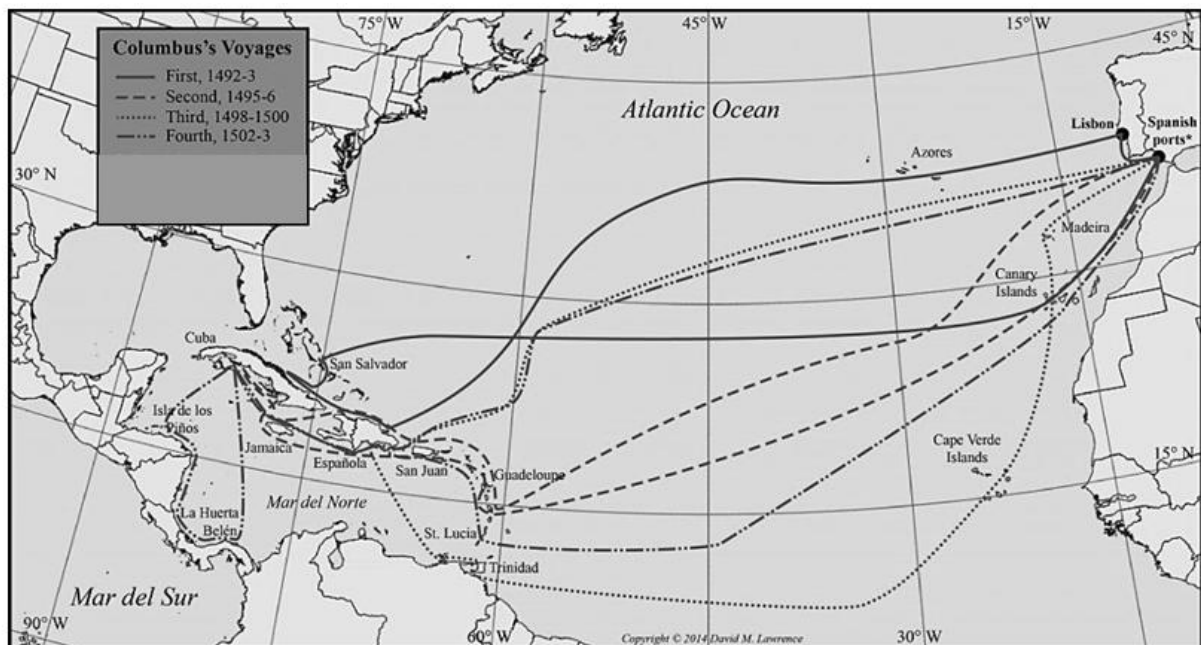 75° W
45° W
15° W
45° N
Columbus's Voyages
First, 1492-3
Second, 1495-6
Third, 1498-1500
Fourth, 1502-3
Atlantic Ocean
Lisbon
Spanish
ports*
Azores
30° N
Madeira
Canary
Islands
Cuba
San Salvador
Isla de los
Piños
Jamaica
Española
San Juan
Guadeloupe
Cape Verde
Islands
15° N
Mar del Norte
La Huerta
Belén
St. Lucia
Trinidad
Mar del Sur
90° W
60° W
Copyright © 2014 David M. Lawrence
30° W